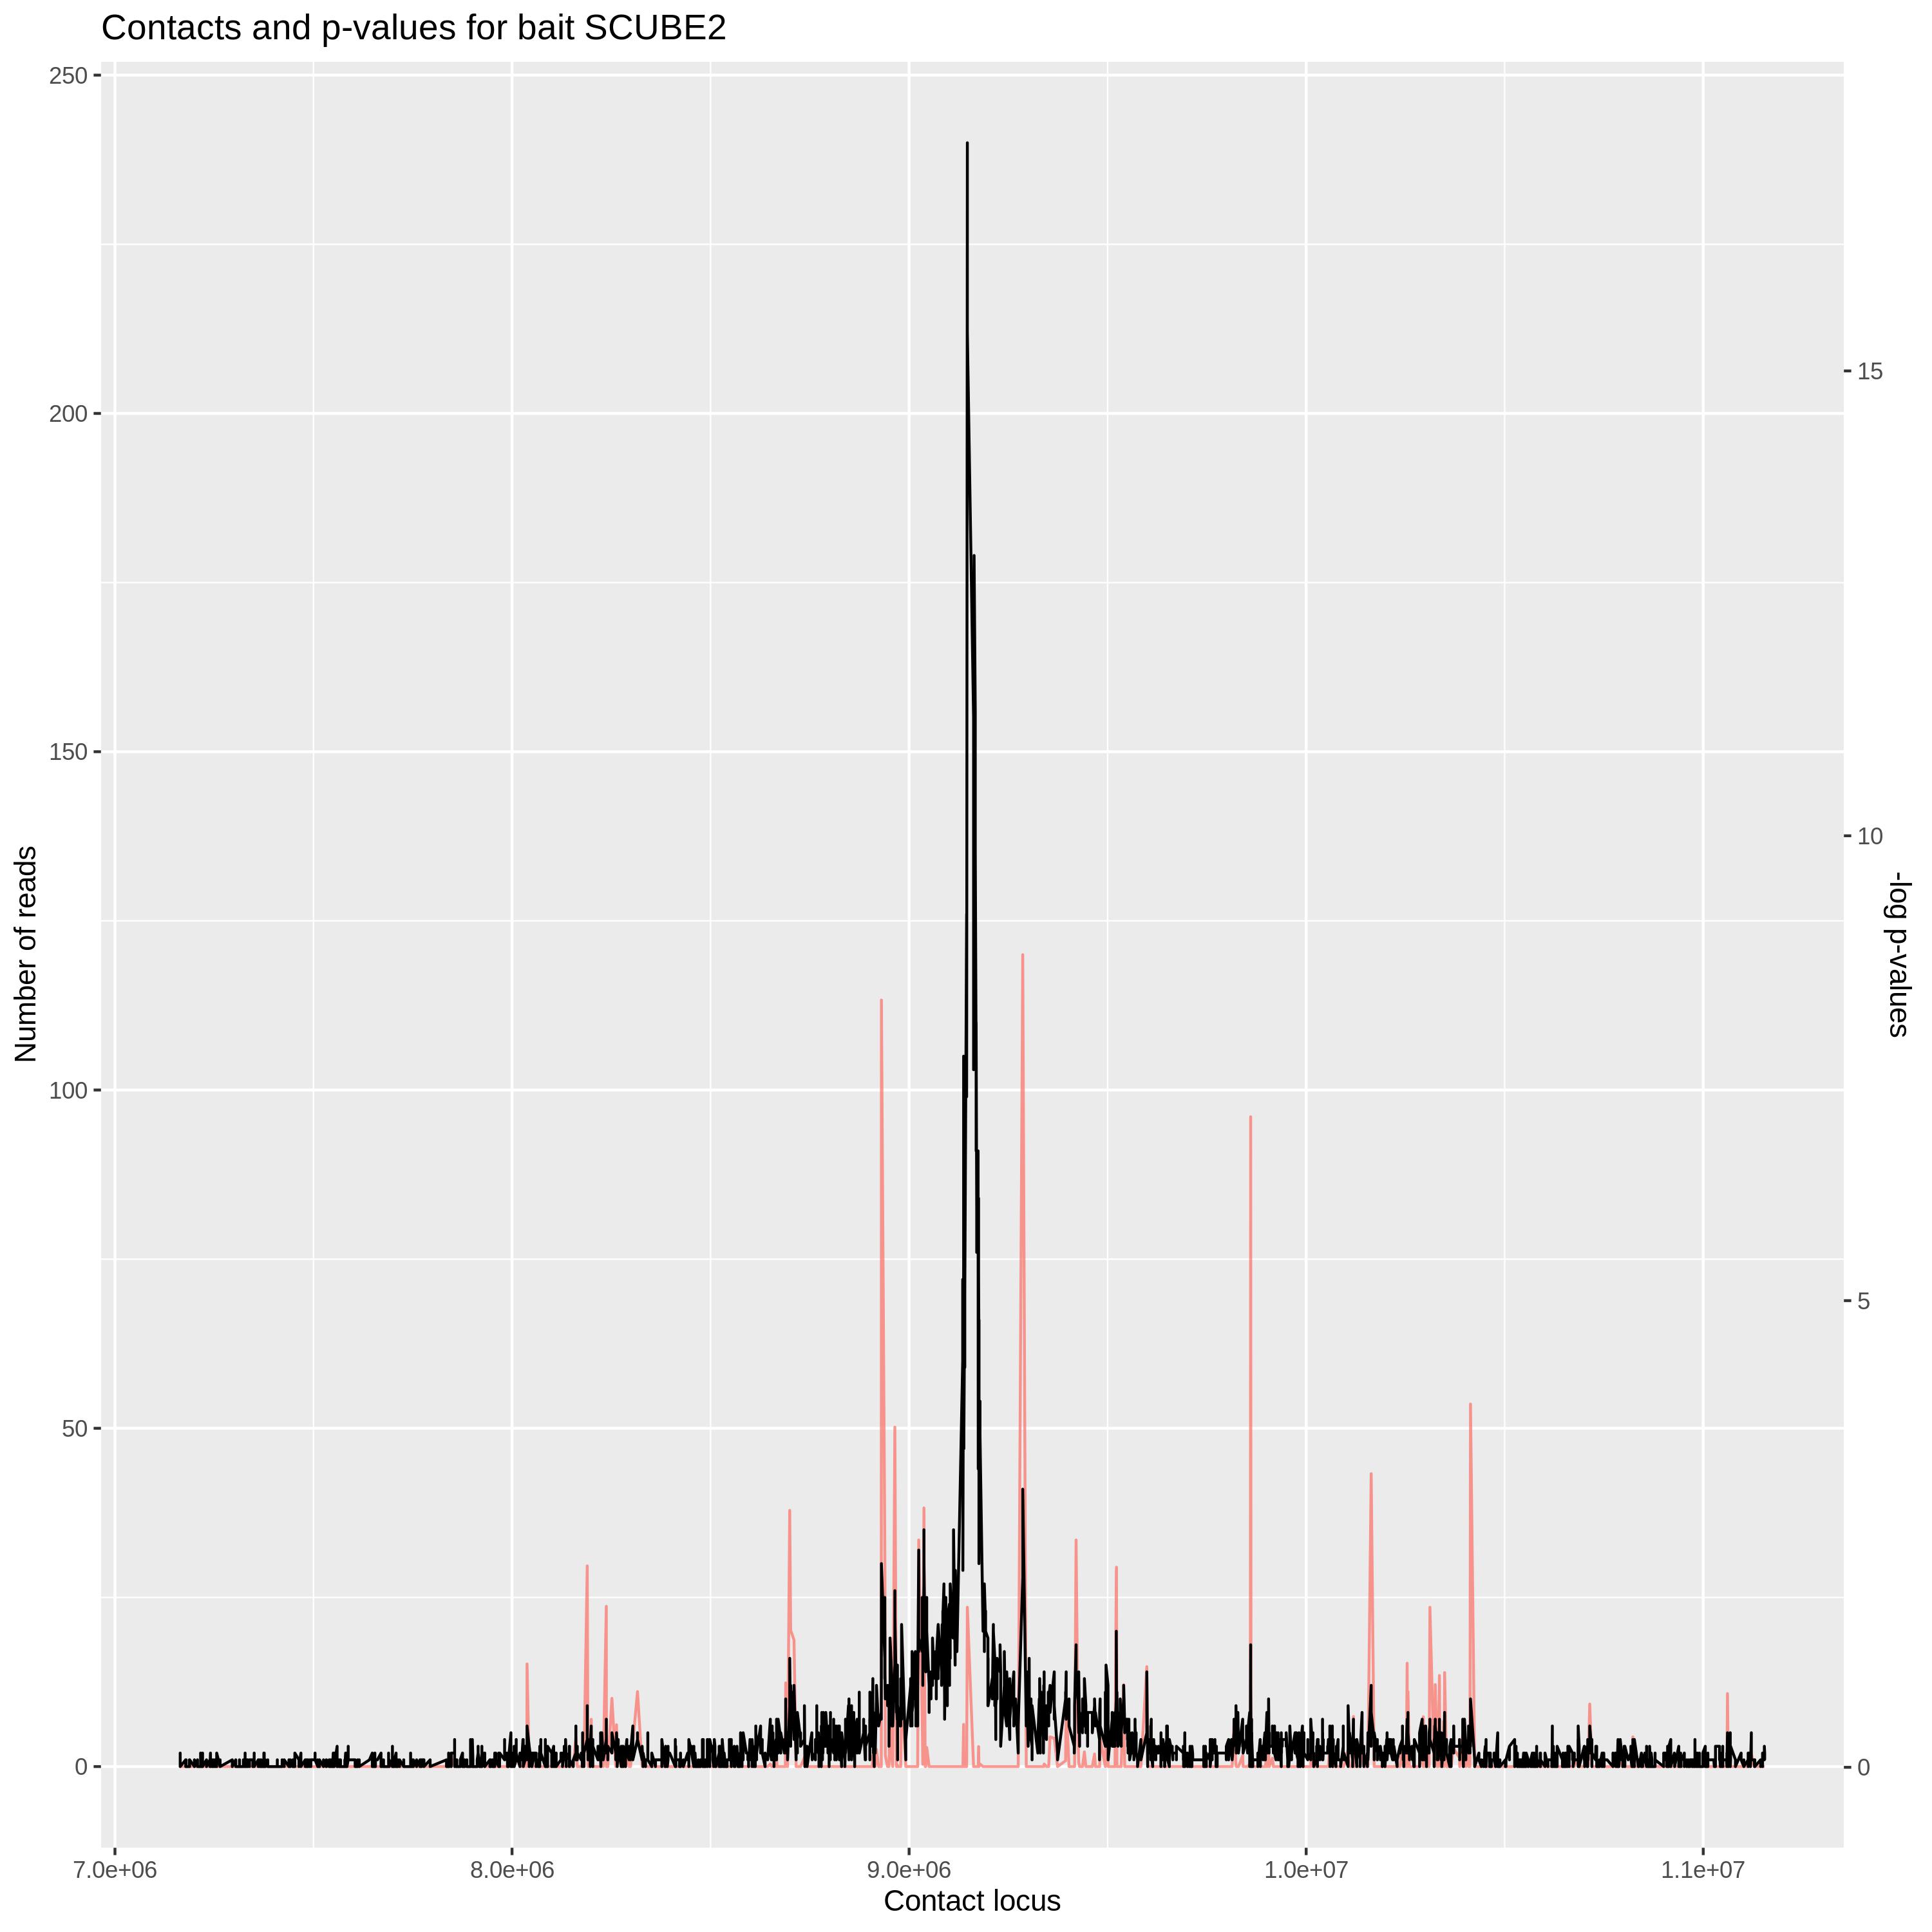 Contacts and p-values for bait SCUBE2
250
200
150
100
50
0
Number of reads
15
10
5
0
-log p-values
7.0e+06
8.0e+06
9.0e+06
1.0e+07
1.1e+07
Contact locus